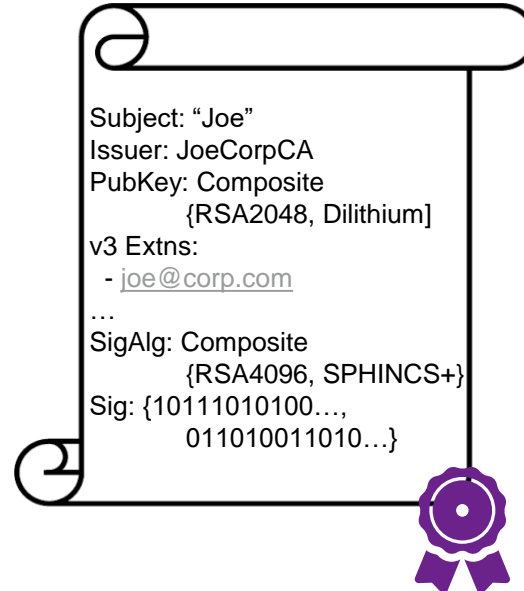 Subject: “Joe”
Issuer: JoeCorpCA
PubKey: Composite
{RSA2048, Dilithium]
v3 Extns:
- joe@corp.com
…
SigAlg: Composite
{RSA4096, SPHINCS+}
Sig: {10111010100…,
011010011010…}